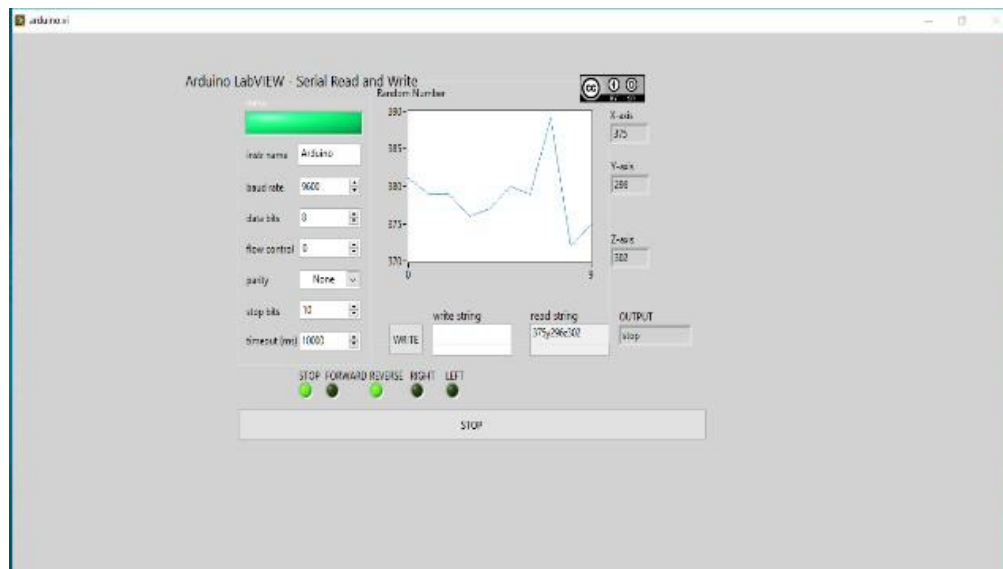 arduino.vi
Arduino LabVIEW - Serial Read and Write
Random Number
cc
390
385
380
375
370
0
9
instr name
Arduino
baud rate
9600
data bits
8
flow control
0
parity
None
stop bits
10
timeout (ms)
10000
X-axis
375
Y-axis
Z-axis
302
WRITE
write string
read string
OUTPUT
stop
STOP FORWARD REVERSE RIGHT LEFT
STOP